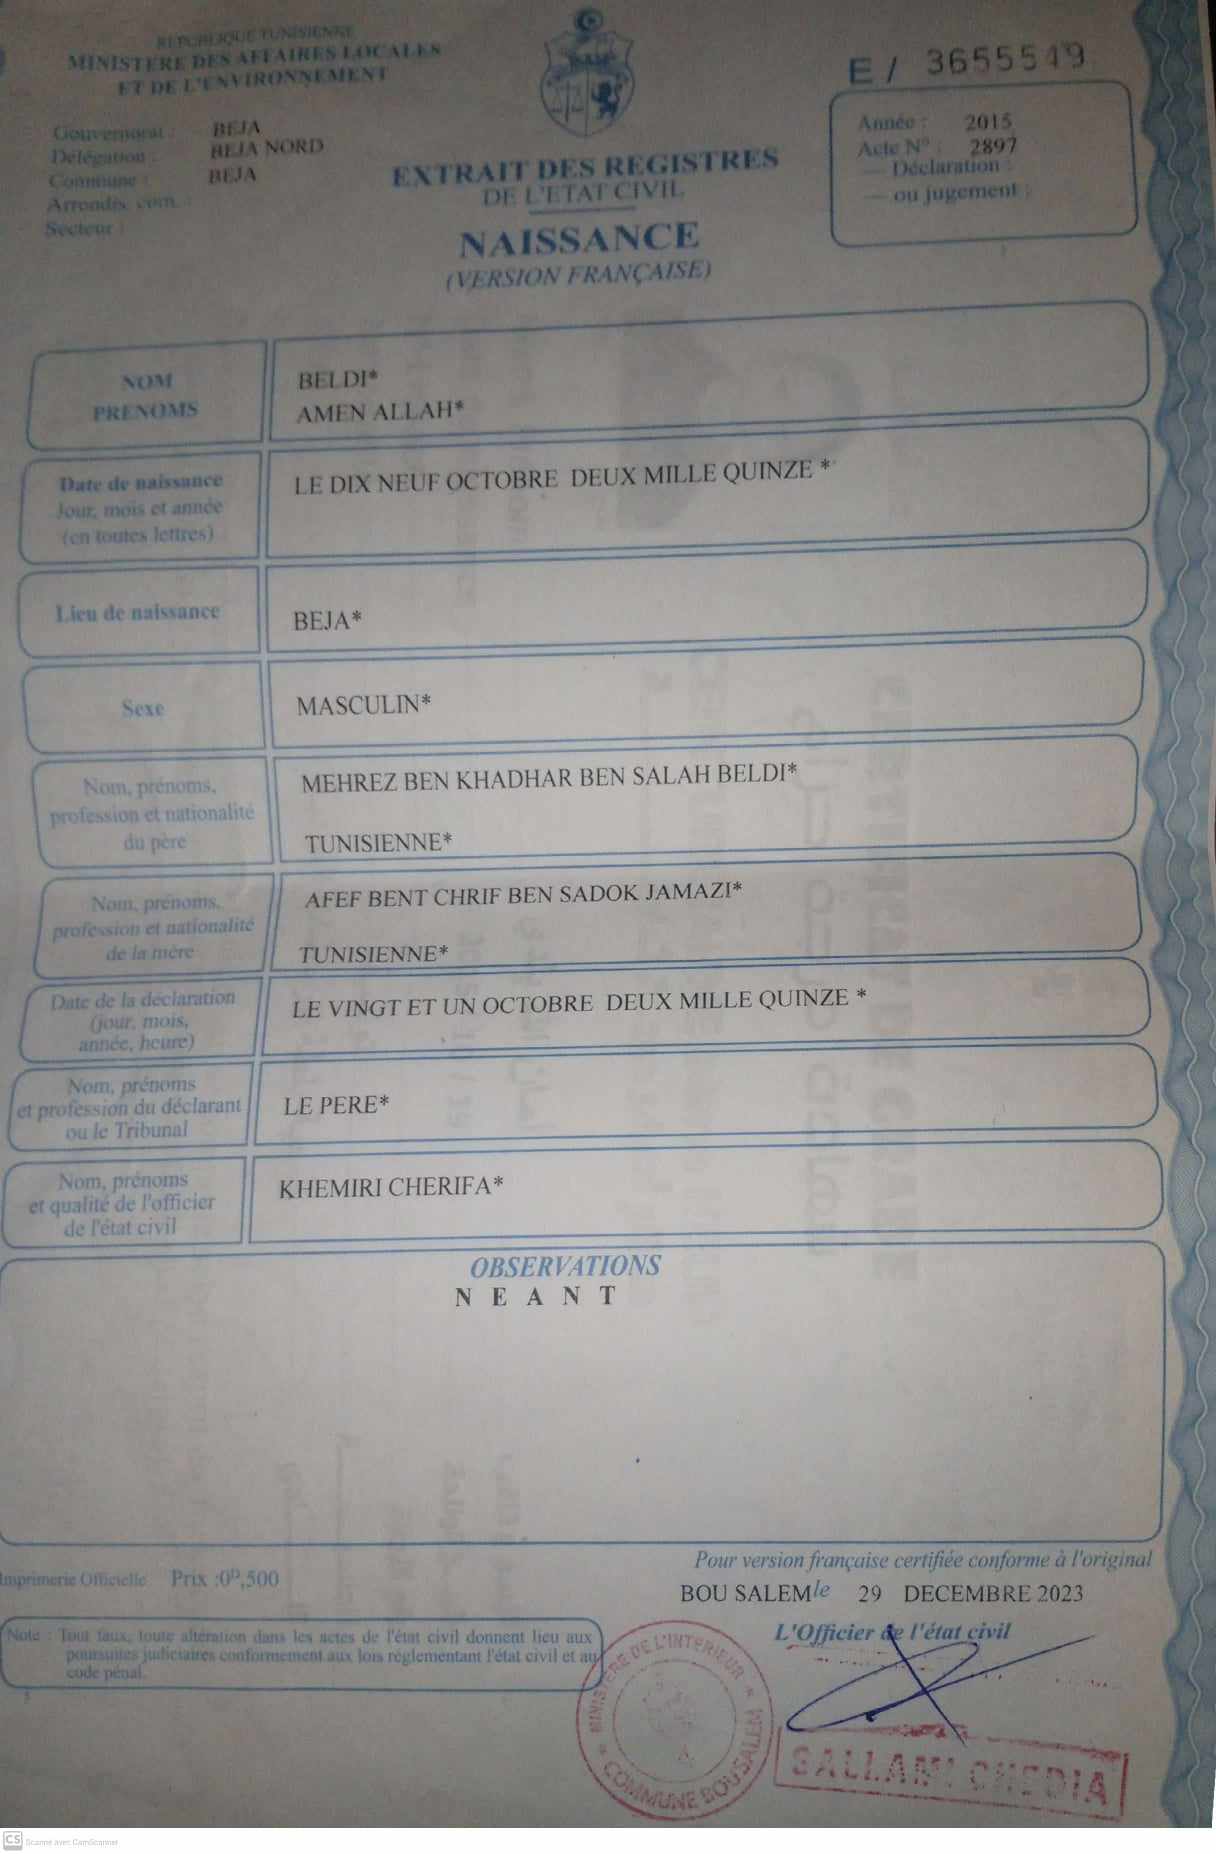 REPUBLIQUE TUNISIENNE
MINISTERE DES AFFAIRES LOCALES
ET DE L'ENVIRONNEMENT
Gouvernorat : BEJA
Délégation : BEJA NORD
Commune : BEJA
Arrondis. com. :
Secteur :
E / 3655549
Année : 2015
Acte N° : 2897
— Déclaration :
— ou jugement :
EXTRAIT DES REGISTRES
DE L'ETAT CIVIL
NAISSANCE
(VERSION FRANÇAISE)
NOM BELDI*
PRENOMS AMEN ALLAH*
Date de naissance
Jour, mois et année
(en toutes lettres)
LE DIX NEUF OCTOBRE DEUX MILLE QUINZE *
Lieu de naissance
BEJA*
Sexe
MASCULIN*
Nom, prénoms,
profession et nationalité
du père
MEHREZ BEN KHADHAR BEN SALAH BELDI*
TUNISIENNE*
Nom, prénoms,
profession et nationalité
de la mère
AFEF BENT CHRIF BEN SADOK JAMAZI*
TUNISIENNE*
Date de la déclaration
(jour, mois,
année, heure)
LE VINGT ET UN OCTOBRE DEUX MILLE QUINZE *
Nom, prénoms
et profession du déclarant
ou le Tribunal
LE PERE*
Nom, prénoms
et qualité de l'officier
de l'état civil
KHEMIRI CHERIFA*
OBSERVATIONS
N E A N T
Pour version française certifiée conforme à l'original
Imprimerie Officielle Prix :0ᴰ,500
BOU SALEM le 29 DECEMBRE 2023
L'Officier de l'état civil
Note : Tout faux, toute altération dans les actes de l'état civil donnent lieu aux
poursuites judiciaires conformement aux lois réglementant l'état civil et au
code pénal.
MINISTERE DE L'INTERIEUR
COMMUNE BOU SALEM
SALLAMI CHEDIA
CS Scanné avec CamScanner